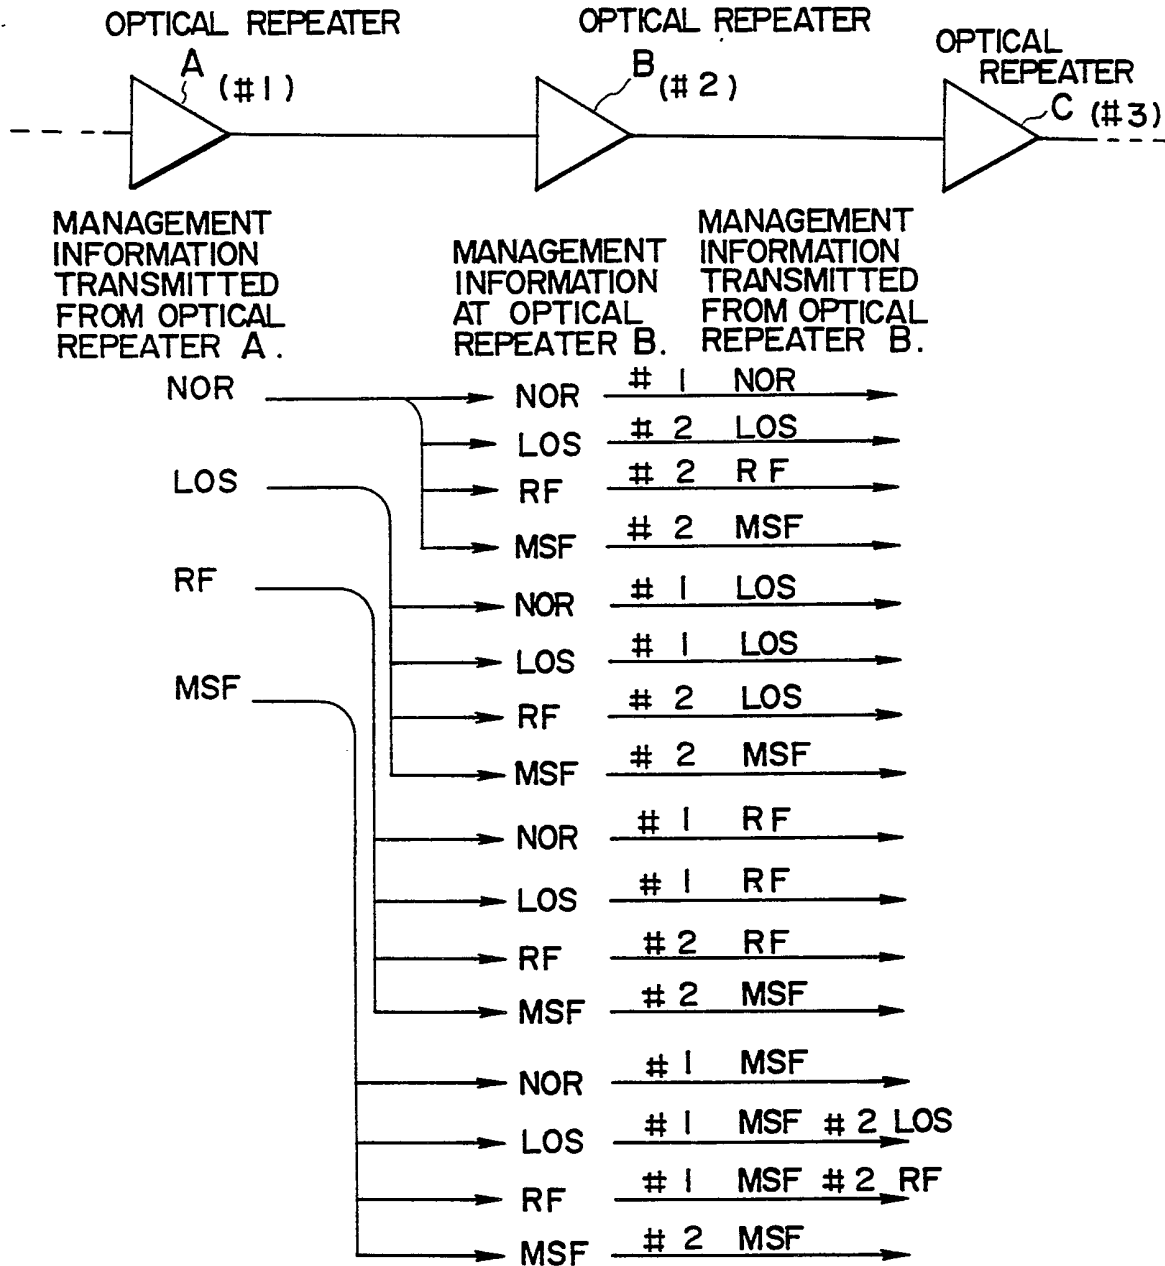 OPTICAL REPEATER
A
(#1)
OPTICAL REPEATER
B
(#2)
OPTICAL
REPEATER
C (#3)
MANAGEMENT
INFORMATION
TRANSMITTED
FROM OPTICAL
REPEATER A.
MANAGEMENT
INFORMATION
AT OPTICAL
REPEATER B.
MANAGEMENT
INFORMATION
TRANSMITTED
FROM OPTICAL
REPEATER B.
NOR
LOS
RF
MSF
NOR # 1 NOR
LOS # 2 LOS
RF # 2 RF
MSF # 2 MSF
NOR # 1 LOS
LOS # 1 LOS
RF # 2 LOS
MSF # 2 MSF
NOR # 1 RF
LOS # 1 RF
RF # 2 RF
MSF # 2 MSF
NOR # 1 MSF
LOS # 1 MSF # 2 LOS
RF # 1 MSF # 2 RF
MSF # 2 MSF